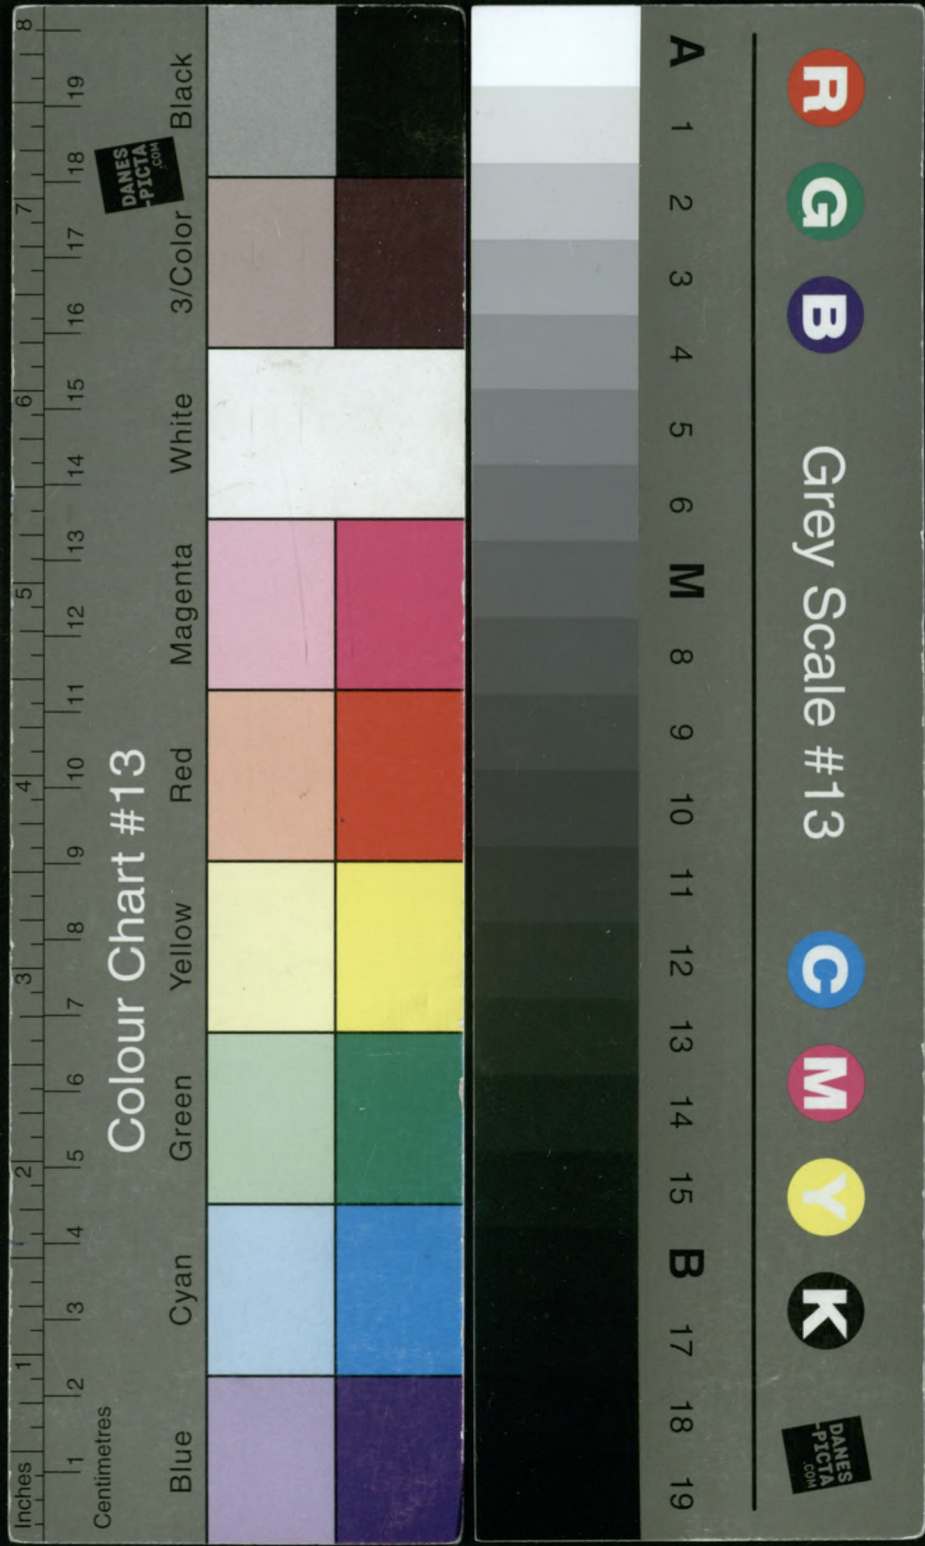 Colour Chart #13
Inches
1 2 3 4 5 6 7 8
Centimetres
1 2 3 4 5 6 7 8 9 10 11 12 13 14 15 16 17 18 19
Blue Cyan Green Yellow Red Magenta White 3/Color Black
DANES
-PICTA
.COM
R G B Grey Scale #13 C M Y K
DANES
-PICTA
.COM
A 1 2 3 4 5 6 M 8 9 10 11 12 13 14 15 B 17 18 19